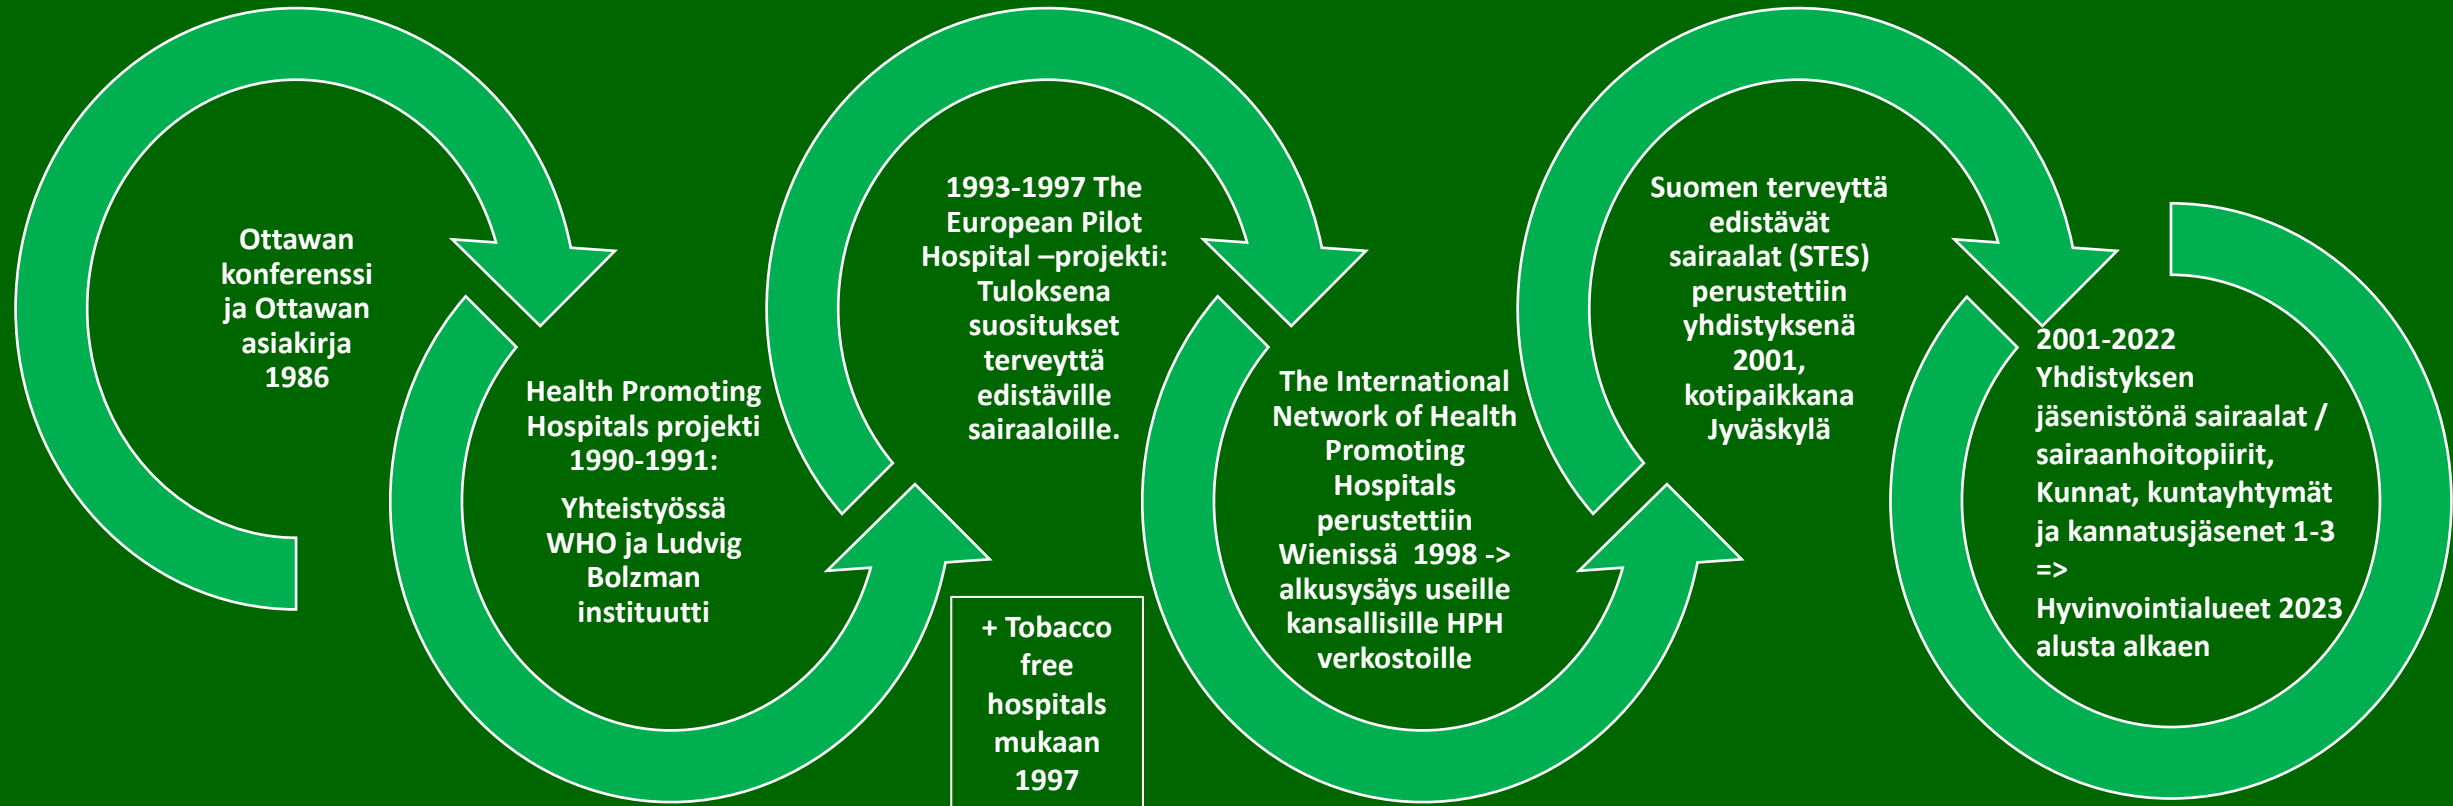 Ottawan
konferenssi
ja Ottawan
asiakirja
1986
Health Promoting
Hospitals projekti
1990-1991:
Yhteistyössä
WHO ja Ludvig
Bolzman
instituutti
1993-1997 The
European Pilot
Hospital –projekti:
Tuloksena
suositukset
terveyttä
edistäville
sairaaloille.
+ Tobacco
free
hospitals
mukaan
1997
The International
Network of Health
Promoting
Hospitals
perustettiin
Wienissä 1998 ->
alkusysäys useille
kansallisille HPH
verkostoille
Suomen terveyttä
edistävät
sairaalat (STES)
perustettiin
yhdistyksenä
2001,
kotipaikkana
Jyväskylä
2001-2022
Yhdistyksen
jäsenistönä sairaalat /
sairaanhoitopiirit,
Kunnat, kuntayhtymät
ja kannatusjäsenet 1-3
=>
Hyvinvointialueet 2023
alusta alkaen